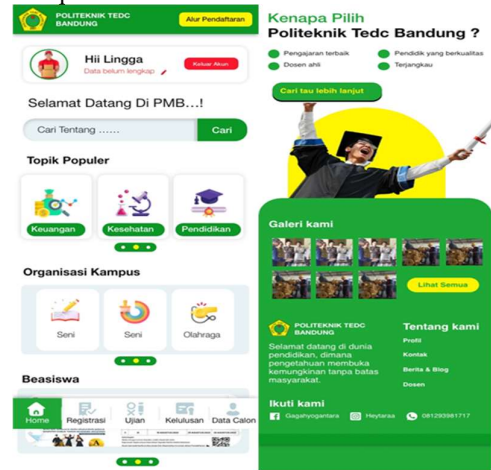 POLITEKNIK TEDC
BANDUNG
Alur Pendaftaran
Hii Lingga
Data belum lengkap
Keluar Akun
Selamat Datang Di PMB...!
Cari Tentang ......
Cari
Topik Populer
Keuangan
Kesehatan
Pendidikan
Organisasi Kampus
Seni
Seni
Olahraga
Beasiswa
Home
Registrasi
Ujian
Kelulusan
Data Calon
Kenapa Pilih
Politeknik Tedc Bandung ?
Pengajaran terbaik
Pendidik yang berkualitas
Dosen ahli
Terjangkau
Cari tau lebih lanjut
Galeri kami
Lihat Semua
POLITEKNIK TEDC
BANDUNG
Selamat datang di dunia
pendidikan, dimana
pengetahuan membuka
kemungkinan tanpa batas
masyarakat.
Tentang kami
Profil
Kontak
Berita & Blog
Dosen
Ikuti kami
Gagahyogantara
Heytaraa
081293981717